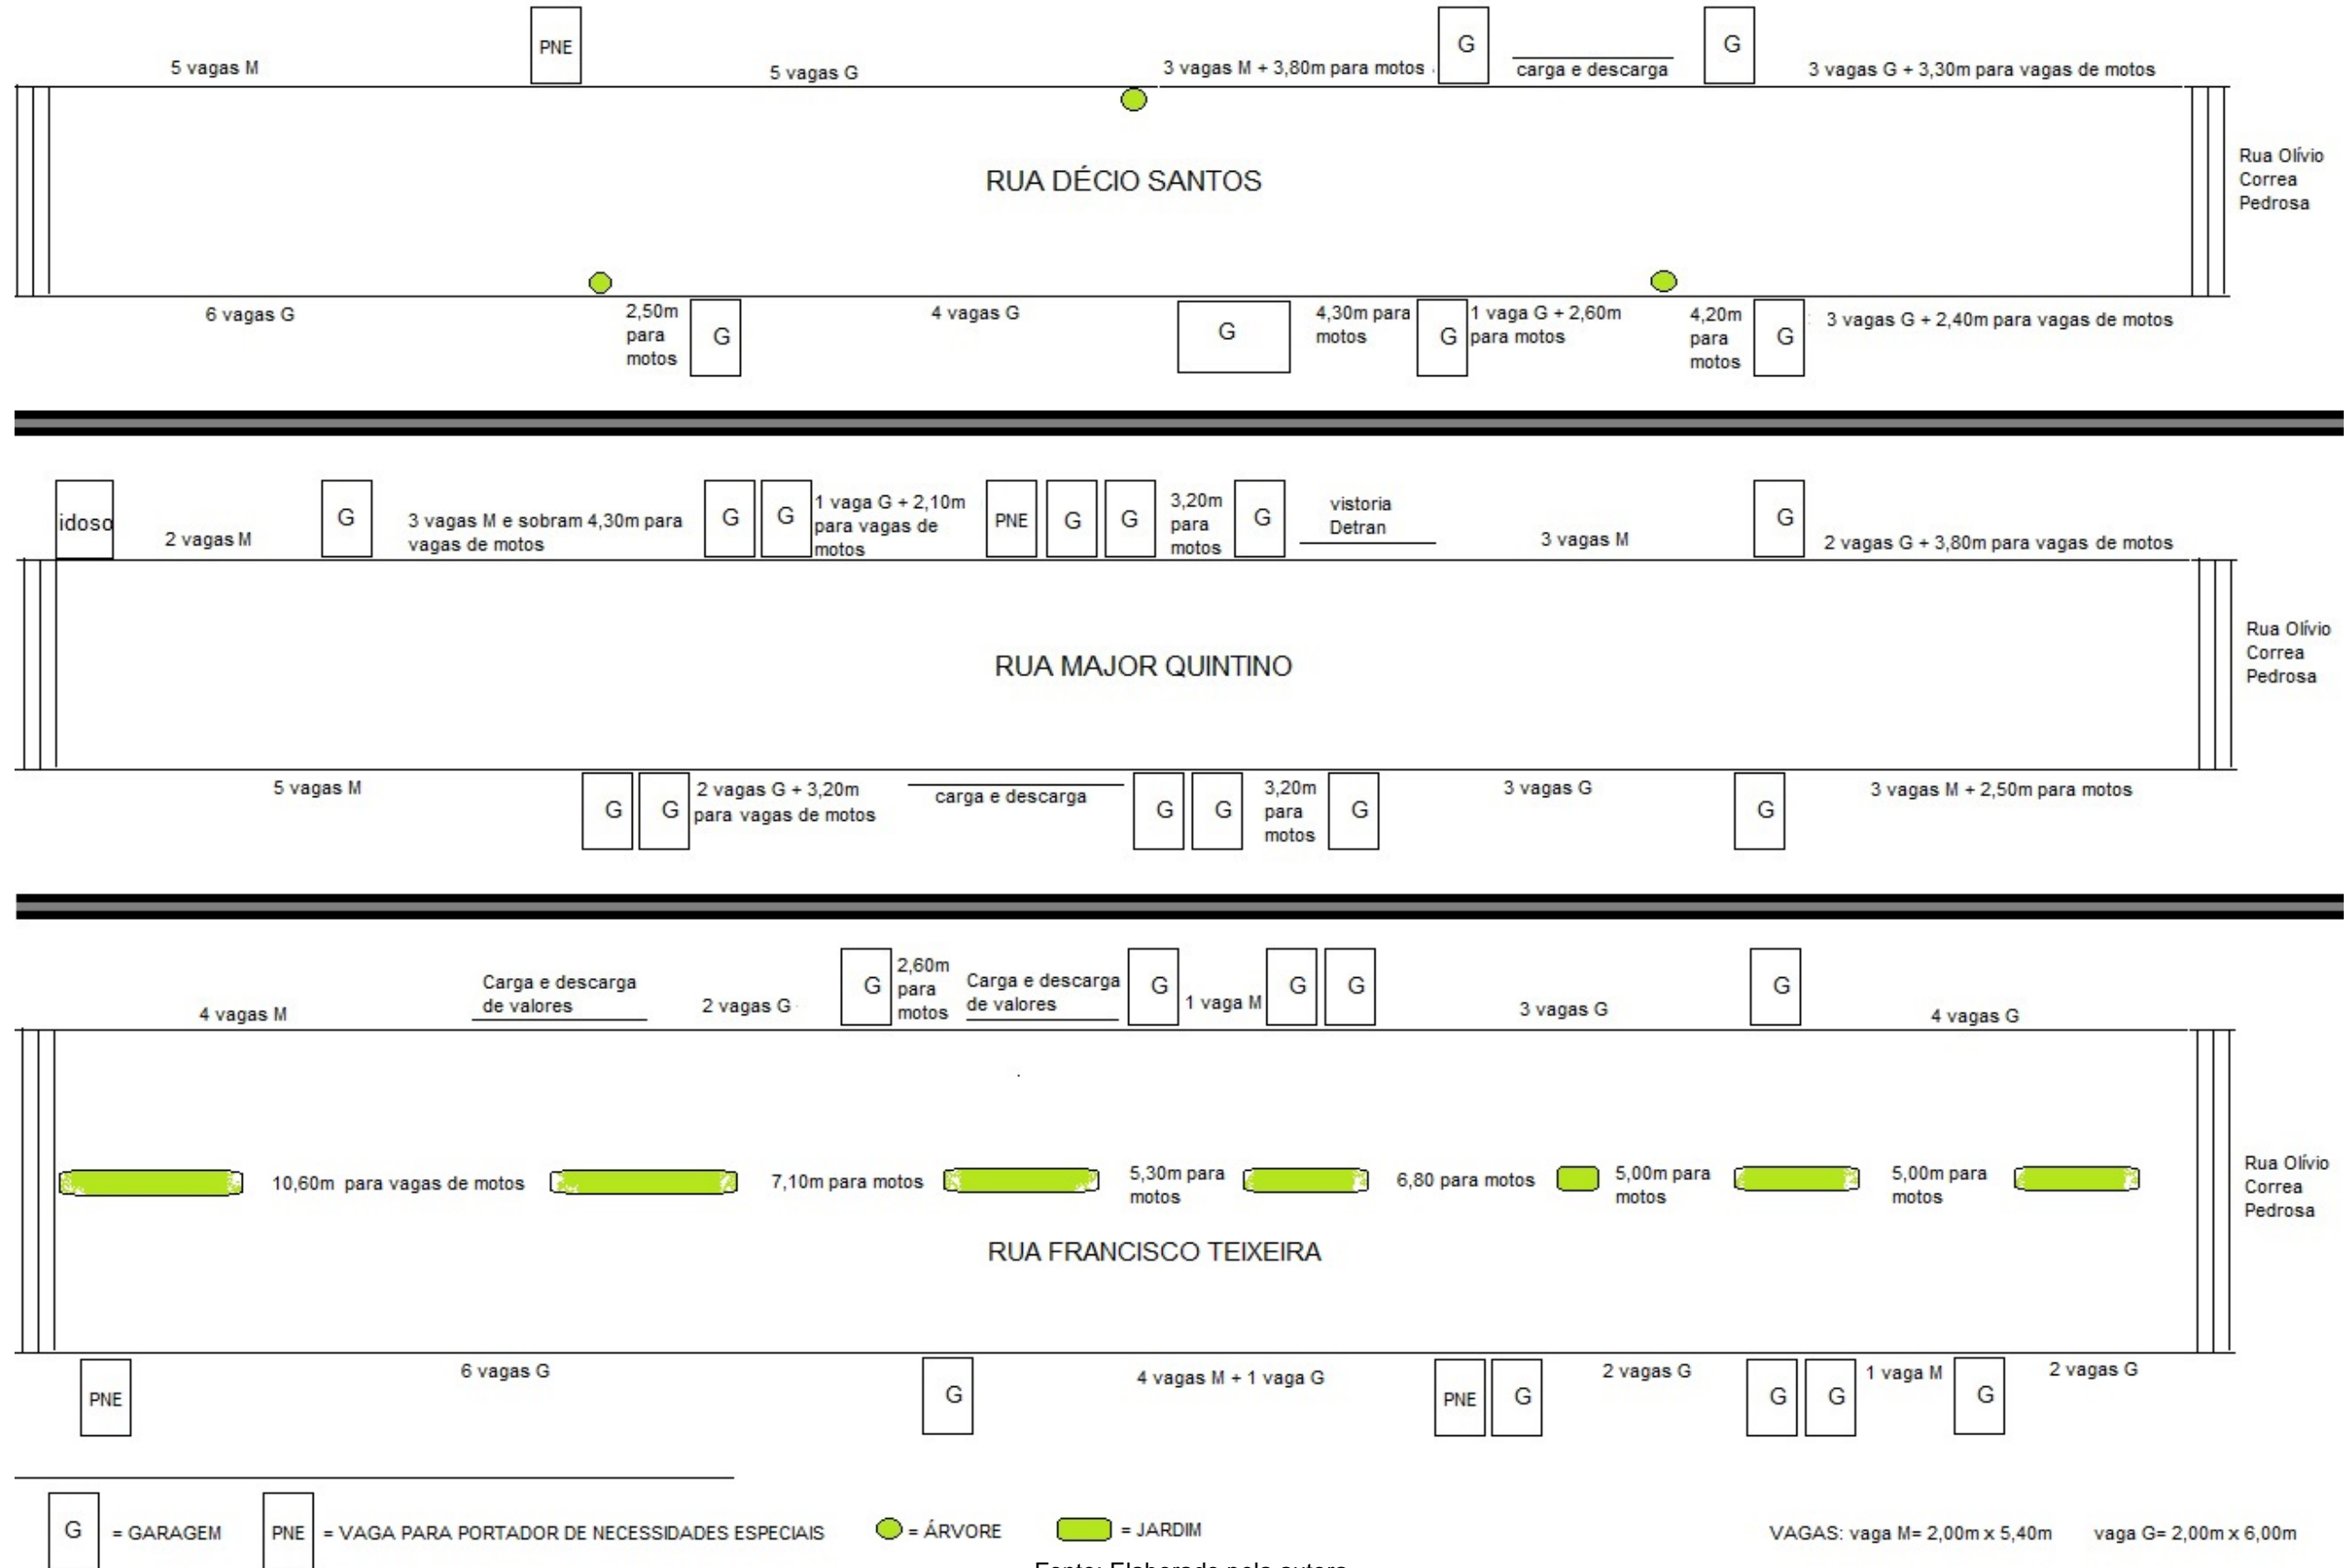 PNE
G
G
5 vagas M
5 vagas G
3 vagas M + 3,80m para motos
carga e descarga
3 vagas G + 3,30m para vagas de motos
RUA DÉCIO SANTOS
Rua Olívio
Correa
Pedrosa
6 vagas G
2,50m
para
motos
G
4 vagas G
G
4,30m para
motos
G
1 vaga G + 2,60m
para motos
4,20m
para
motos
G
3 vagas G + 2,40m para vagas de motos
idoso
2 vagas M
G
3 vagas M e sobram 4,30m para
vagas de motos
G
G
1 vaga G + 2,10m
para vagas de
motos
PNE
G
G
3,20m
para
motos
G
vistoria
Detran
3 vagas M
G
2 vagas G + 3,80m para vagas de motos
RUA MAJOR QUINTINO
Rua Olívio
Correa
Pedrosa
5 vagas M
G
G
2 vagas G + 3,20m
para vagas de motos
carga e descarga
G
G
3,20m
para
motos
G
3 vagas G
G
3 vagas M + 2,50m para motos
4 vagas M
Carga e descarga
de valores
2 vagas G
G
2,60m
para
motos
Carga e descarga
de valores
G
1 vaga M
G
G
3 vagas G
G
4 vagas G
10,60m para vagas de motos
7,10m para motos
5,30m para
motos
6,80 para motos
5,00m para
motos
5,00m para
motos
RUA FRANCISCO TEIXEIRA
Rua Olívio
Correa
Pedrosa
PNE
6 vagas G
G
4 vagas M + 1 vaga G
PNE
G
2 vagas G
G
G
1 vaga M
G
2 vagas G
G = GARAGEM
PNE = VAGA PARA PORTADOR DE NECESSIDADES ESPECIAIS
= ÁRVORE
= JARDIM
VAGAS: vaga M= 2,00m x 5,40m vaga G= 2,00m x 6,00m